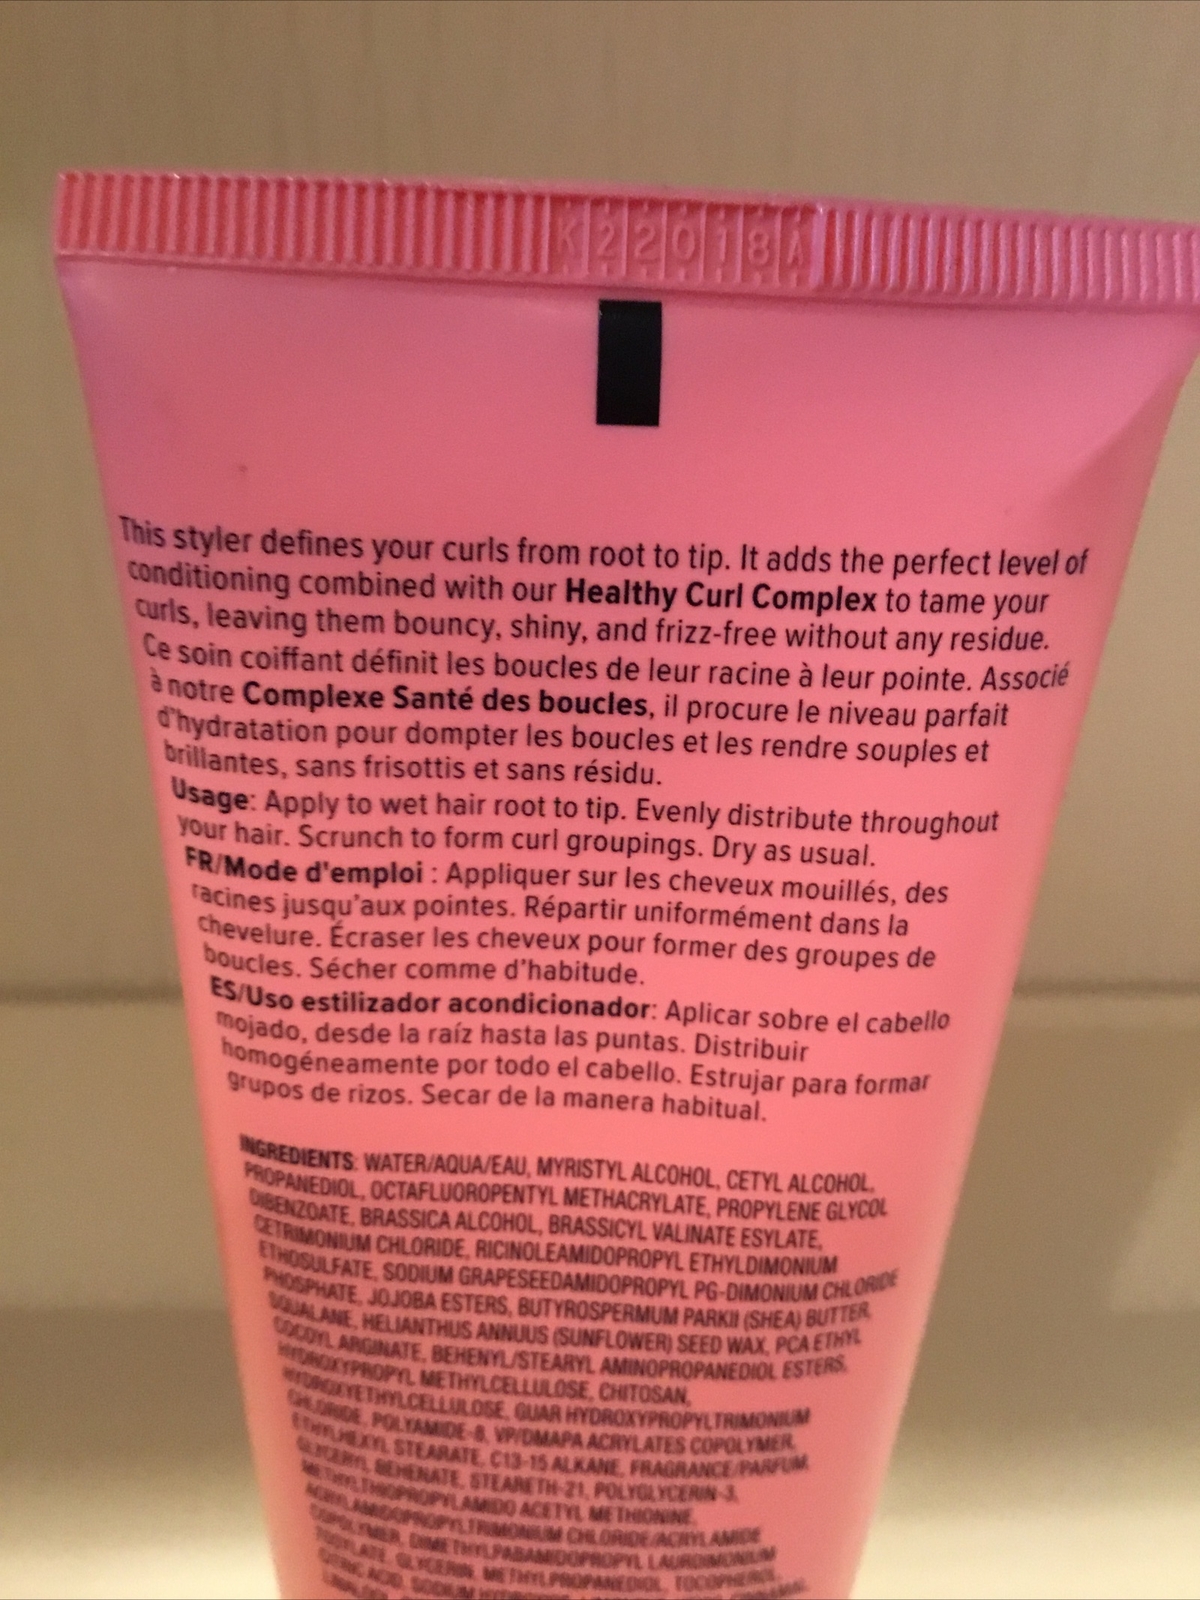 K22018A
This styler defines your curls from root to tip. It adds the perfect level of
conditioning combined with our Healthy Curl Complex to tame your
curls, leaving them bouncy, shiny, and frizz-free without any residue.
Ce soin coiffant définit les boucles de leur racine à leur pointe. Associé
à notre Complexe Santé des boucles, il procure le niveau parfait
d'hydratation pour dompter les boucles et les rendre souples et
brillantes, sans frisottis et sans résidu.
Usage: Apply to wet hair root to tip. Evenly distribute throughout
your hair. Scrunch to form curl groupings. Dry as usual.
FR/Mode d'emploi : Appliquer sur les cheveux mouillés, des
racines jusqu'aux pointes. Répartir uniformément dans la
chevelure. Écraser les cheveux pour former des groupes de
boucles. Sécher comme d'habitude.
ES/Uso estilizador acondicionador: Aplicar sobre el cabello
mojado, desde la raíz hasta las puntas. Distribuir
homogéneamente por todo el cabello. Estrujar para formar
grupos de rizos. Secar de la manera habitual.
INGREDIENTS: WATER/AQUA/EAU, MYRISTYL ALCOHOL, CETYL ALCOHOL,
PROPANEDIOL, OCTAFLUOROPENTYL METHACRYLATE, PROPYLENE GLYCOL
DIBENZOATE, BRASSICA ALCOHOL, BRASSICYL VALINATE ESYLATE,
CETRIMONIUM CHLORIDE, RICINOLEAMIDOPROPYL ETHYLDIMONIUM
ETHOSULFATE, SODIUM GRAPESEEDAMIDOPROPYL PG-DIMONIUM CHLORIDE
PHOSPHATE, JOJOBA ESTERS, BUTYROSPERMUM PARKII (SHEA) BUTTER,
SQUALANE, HELIANTHUS ANNUUS (SUNFLOWER) SEED WAX, PCA ETHYL
COCOYL ARGINATE, BEHENYL/STEARYL AMINOPROPANEDIOL ESTERS,
HYDROXYPROPYL METHYLCELLULOSE, CHITOSAN,
HYDROXYETHYLCELLULOSE, GUAR HYDROXYPROPYLTRIMONIUM
CHLORIDE, POLYAMIDE-8, VP/DMAPA ACRYLATES COPOLYMER,
ETHYLHEXYL STEARATE, C13-15 ALKANE, FRAGRANCE/PARFUM,
GLYCERYL BEHENATE, STEARETH-21, POLYGLYCERIN-3,
METHYLTHIOPROPYLAMIDO ACETYL METHIONINE,
ACRYLAMIDOPROPYLTRIMONIUM CHLORIDE/ACRYLAMIDE
COPOLYMER, DIMETHYLPABAMIDOPROPYL LAURDIMONIUM
TOSYLATE, GLYCERIN, METHYLPROPANEDIOL, TOCOPHEROL,
CITRIC ACID, SODIUM HYDROXIDE,